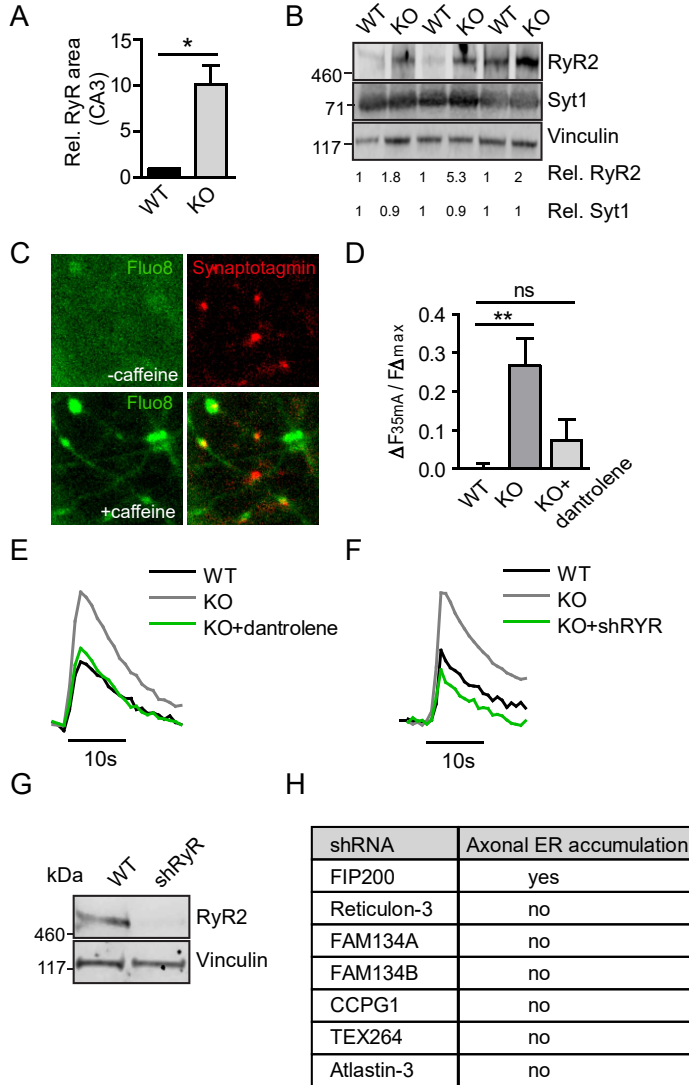 A
Rel. RyR area
(CA3)
15
10
5
0
*
WT
KO
B
WT KO WT KO WT KO
460
RyR2
71
Syt1
117
Vinculin
1 1.8 1 5.3 1 2 Rel. RyR2
1 0.9 1 0.9 1 1 Rel. Syt1
C
Fluo8
Synaptotagmin
-caffeine
Fluo8
+caffeine
D
ΔF35mA / FΔmax
0.4
0.3
0.2
0.1
0.0
ns
**
WT
KO
KO+
dantrolene
E
WT
KO
KO+dantrolene
10s
F
WT
KO
KO+shRYR
10s
G
kDa
WT
shRyR
460
RyR2
117
Vinculin
H
shRNA Axonal ER accumulation
FIP200 yes
Reticulon-3 no
FAM134A no
FAM134B no
CCPG1 no
TEX264 no
Atlastin-3 no